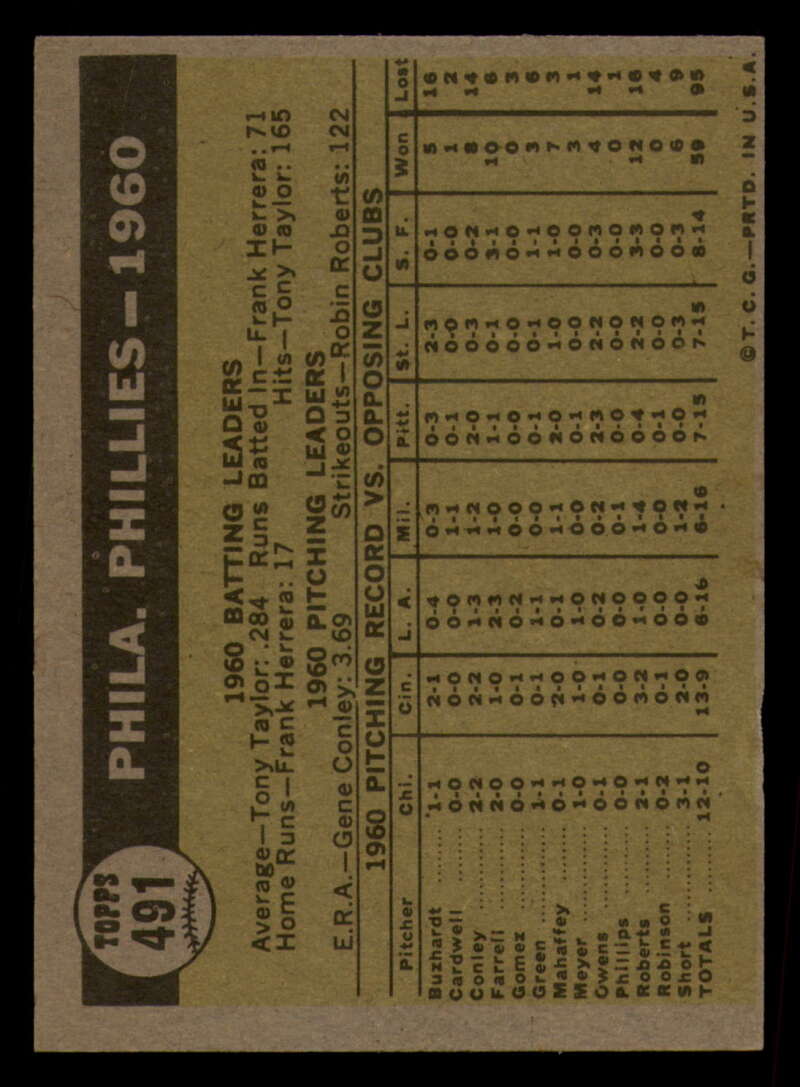 TOPPS
491
PHILA. PHILLIES—1960
1960 BATTING LEADERS
Average—Tony Taylor: .284 Runs Batted In—Frank Herrera: 71
Home Runs—Frank Herrera: 17 Hits—Tony Taylor: 165
1960 PITCHING LEADERS
E.R.A.—Gene Conley: 3.69 Strikeouts—Robin Roberts: 122
1960 PITCHING RECORD VS. OPPOSING CLUBS
Pitcher Chi. Cin. L. A. Mil. Pitt. St. L. S. F. Won Lost
Buzhardt 1-1 2-1 0-4 0-3 0-3 2-3 0-1 5 16
Cardwell 0-0 0-0 0-0 1-1 0-1 0-0 0-0 1 2
Conley 2-2 2-2 1-3 1-2 2-0 0-3 0-2 8 14
Farrell 2-0 1-0 2-3 1-0 1-1 0-1 3-1 10 6
Gomez 0-0 0-1 0-2 0-0 0-0 0-0 0-0 0 3
Green 1-1 0-1 1-1 0-0 0-1 0-1 1-1 3 6
Mahaffey 0-1 2-0 0-1 1-1 2-0 1-0 1-0 7 3
Meyer 1-0 1-0 1-0 0-0 0-1 0-0 0-0 3 1
Owens 0-1 0-1 0-2 0-2 2-3 2-2 0-3 4 14
Phillips 0-0 0-0 0-0 0-1 0-0 0-0 0-0 0 1
Roberts 2-1 3-2 1-0 1-4 0-4 2-2 3-3 12 16
Robinson 0-2 0-1 0-0 0-0 0-1 0-0 0-0 0 4
Short 3-1 2-0 0-0 1-2 0-0 0-3 0-3 6 9
TOTALS 12-10 13-9 6-16 6-16 7-15 7-15 8-14 59 95
©T. C. G.—PRTD. IN U.S.A.